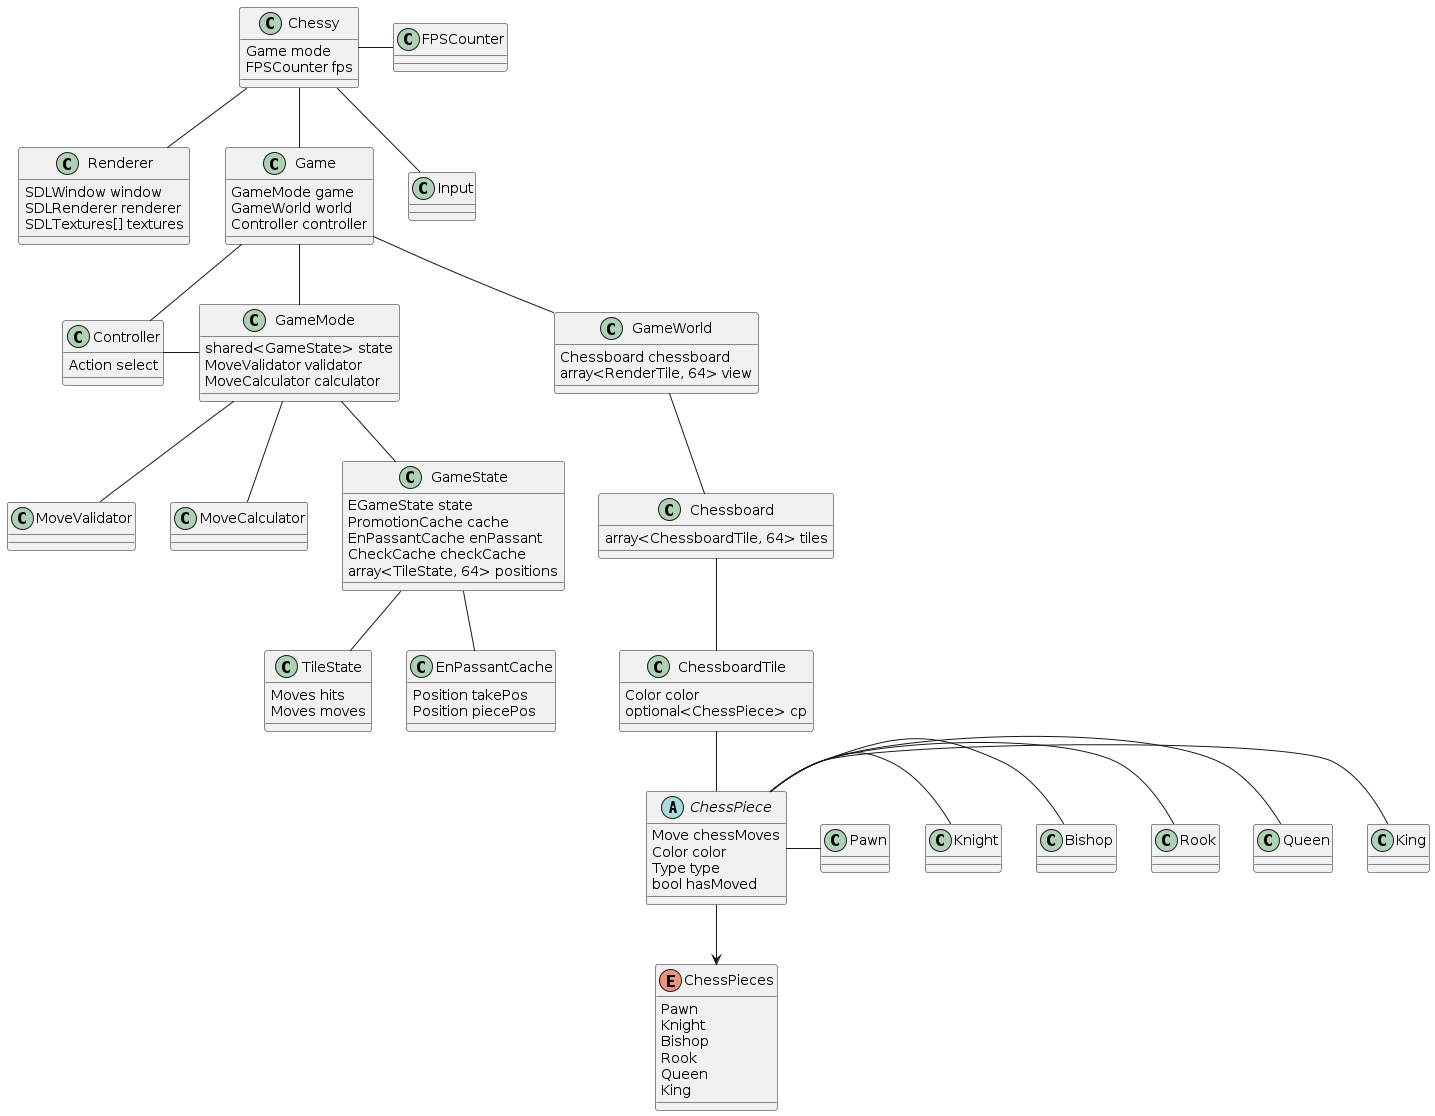 C Chessy
Game mode
FPSCounter fps
C FPSCounter
C Renderer
SDLWindow window
SDLRenderer renderer
SDLTextures[] textures
C Game
GameMode game
GameWorld world
Controller controller
C Input
C Controller
Action select
C GameMode
shared<GameState> state
MoveValidator validator
MoveCalculator calculator
C GameWorld
Chessboard chessboard
array<RenderTile, 64> view
C MoveValidator
C MoveCalculator
C GameState
EGameState state
PromotionCache cache
EnPassantCache enPassant
CheckCache checkCache
array<TileState, 64> positions
C Chessboard
array<ChessboardTile, 64> tiles
C TileState
Moves hits
Moves moves
C EnPassantCache
Position takePos
Position piecePos
C ChessboardTile
Color color
optional<ChessPiece> cp
A ChessPiece
Move chessMoves
Color color
Type type
bool hasMoved
C Pawn
C Knight
C Bishop
C Rook
C Queen
C King
E ChessPieces
Pawn
Knight
Bishop
Rook
Queen
King